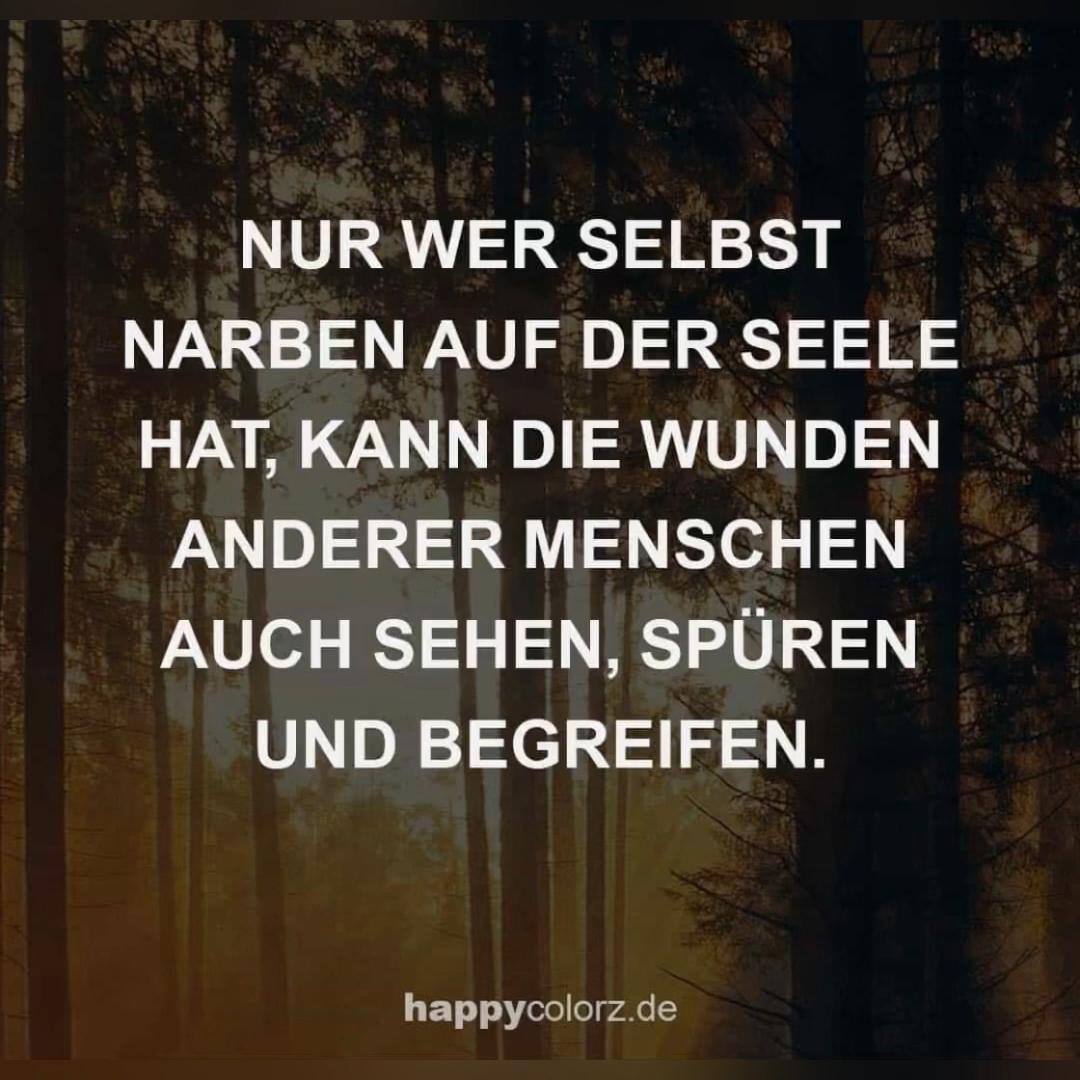 NUR WER SELBST
NARBEN AUF DER SEELE
HAT, KANN DIE WUNDEN
ANDERER MENSCHEN
AUCH SEHEN, SPÜREN
UND BEGREIFEN.
happycolorz.de